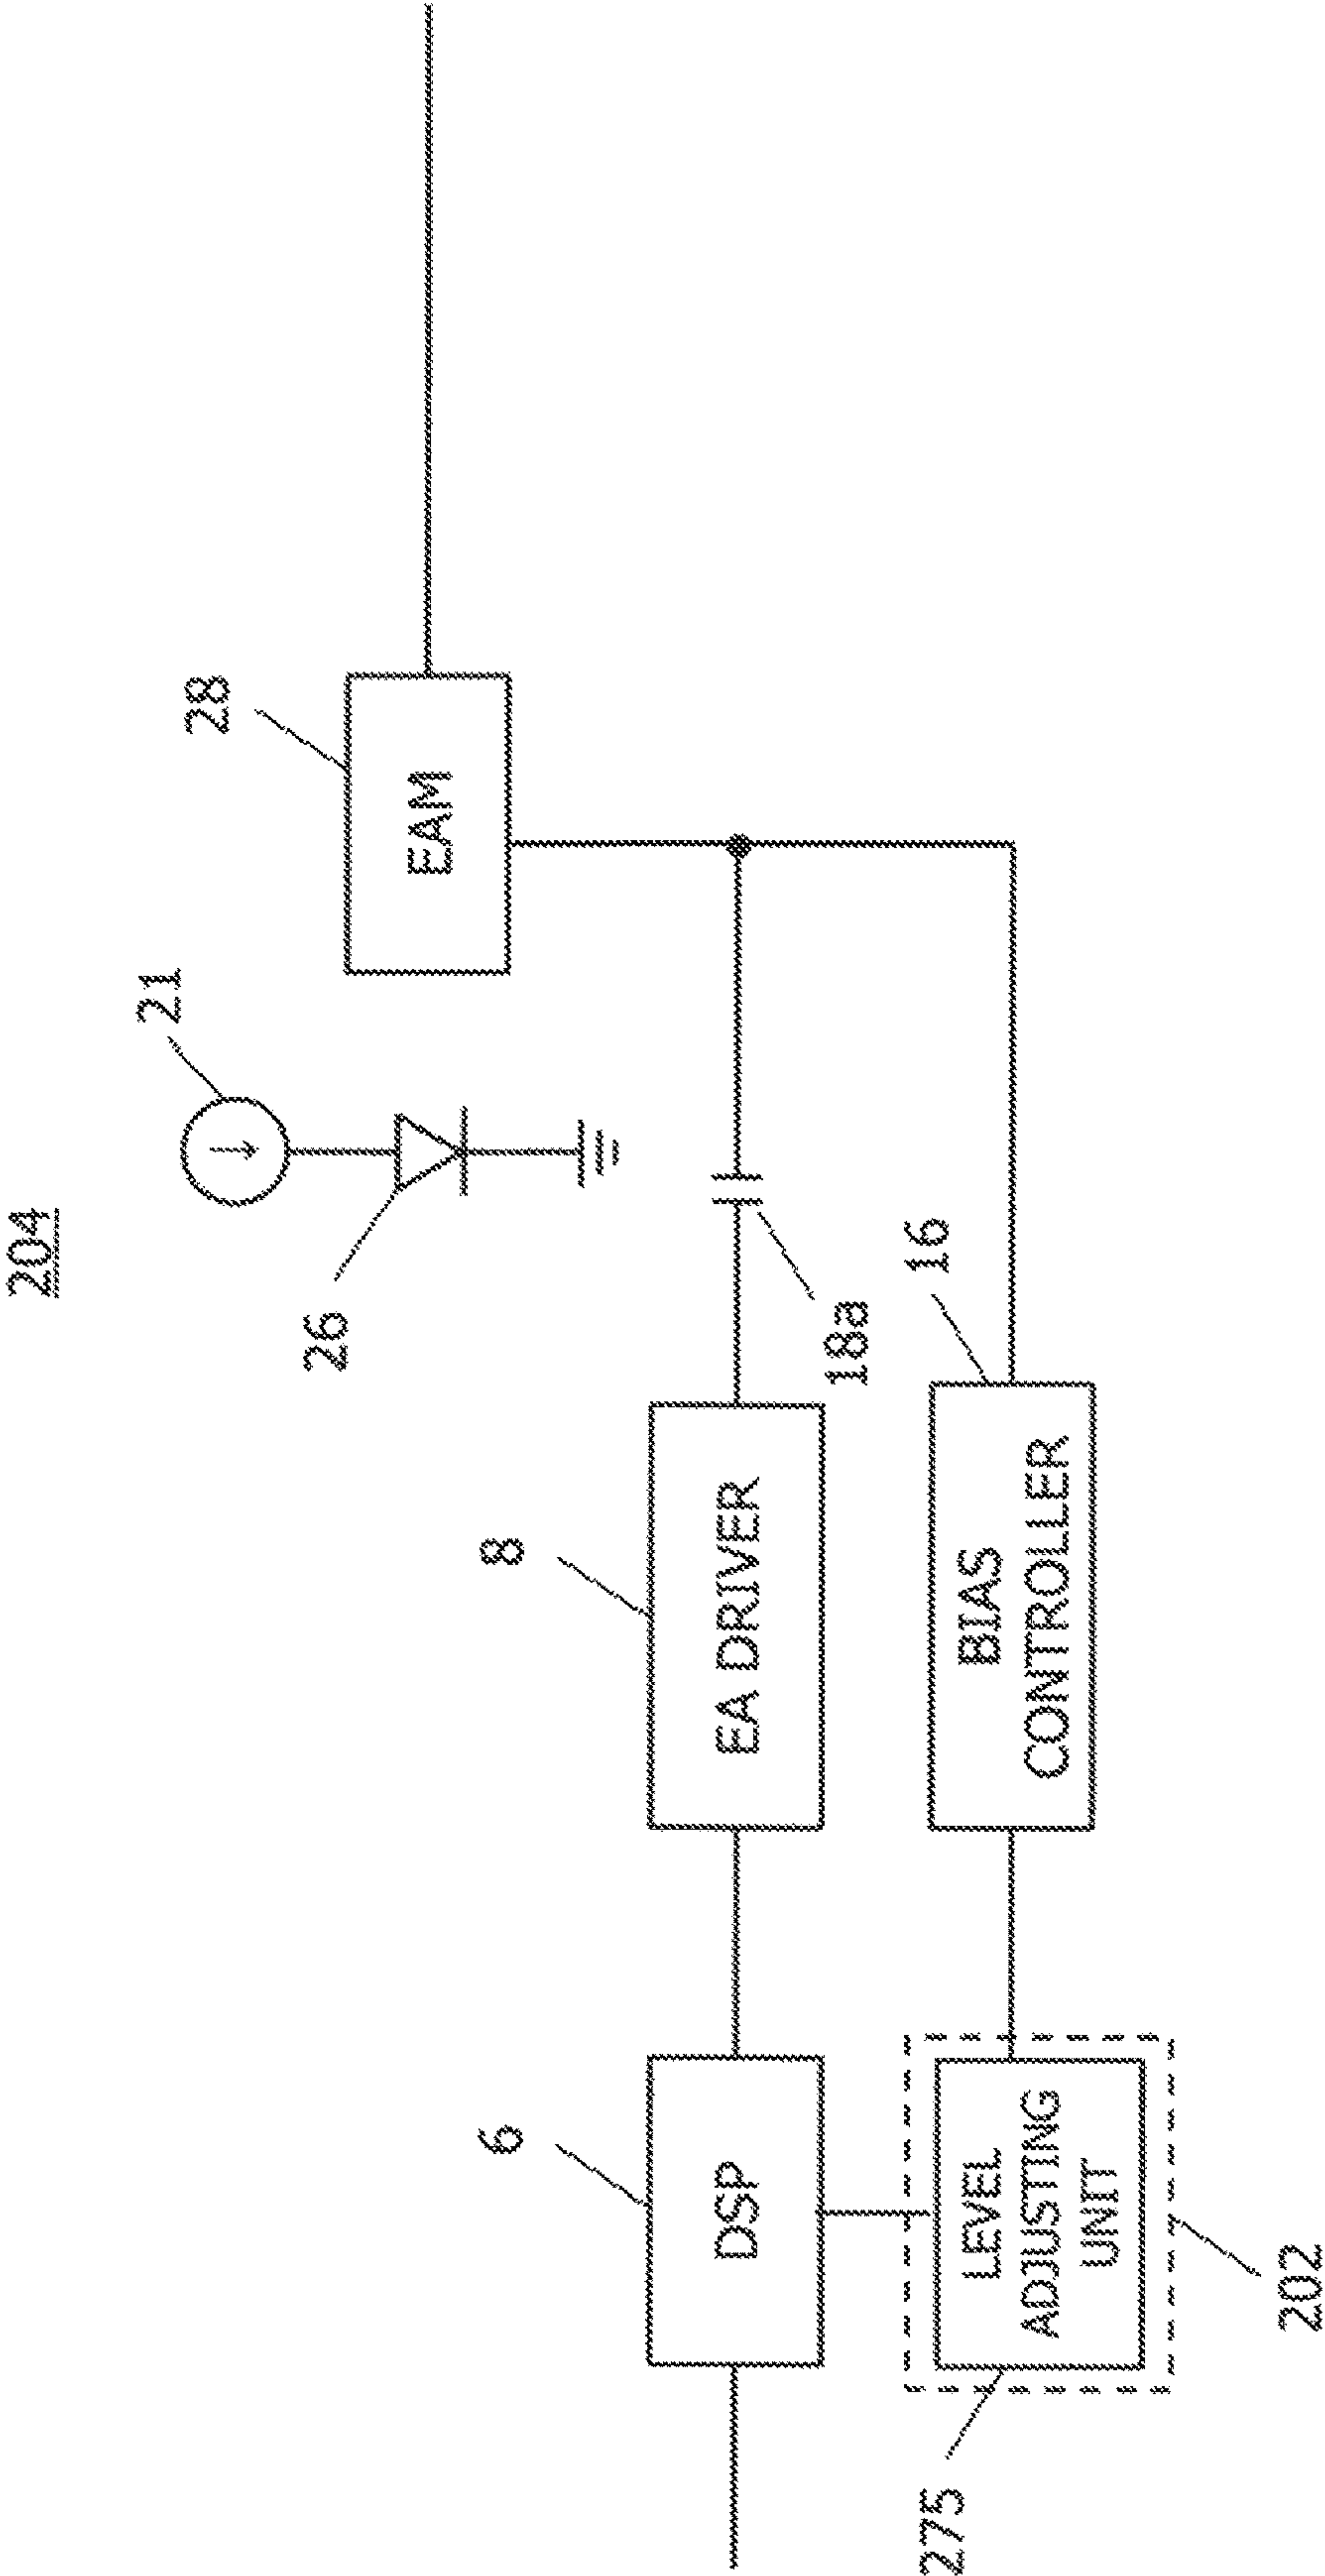 204
21
28
26
EAM
8
6
18a
EA DRIVER
DSP
16
BIAS
CONTROLLER
LEVEL
ADJUSTING
UNIT
275
202